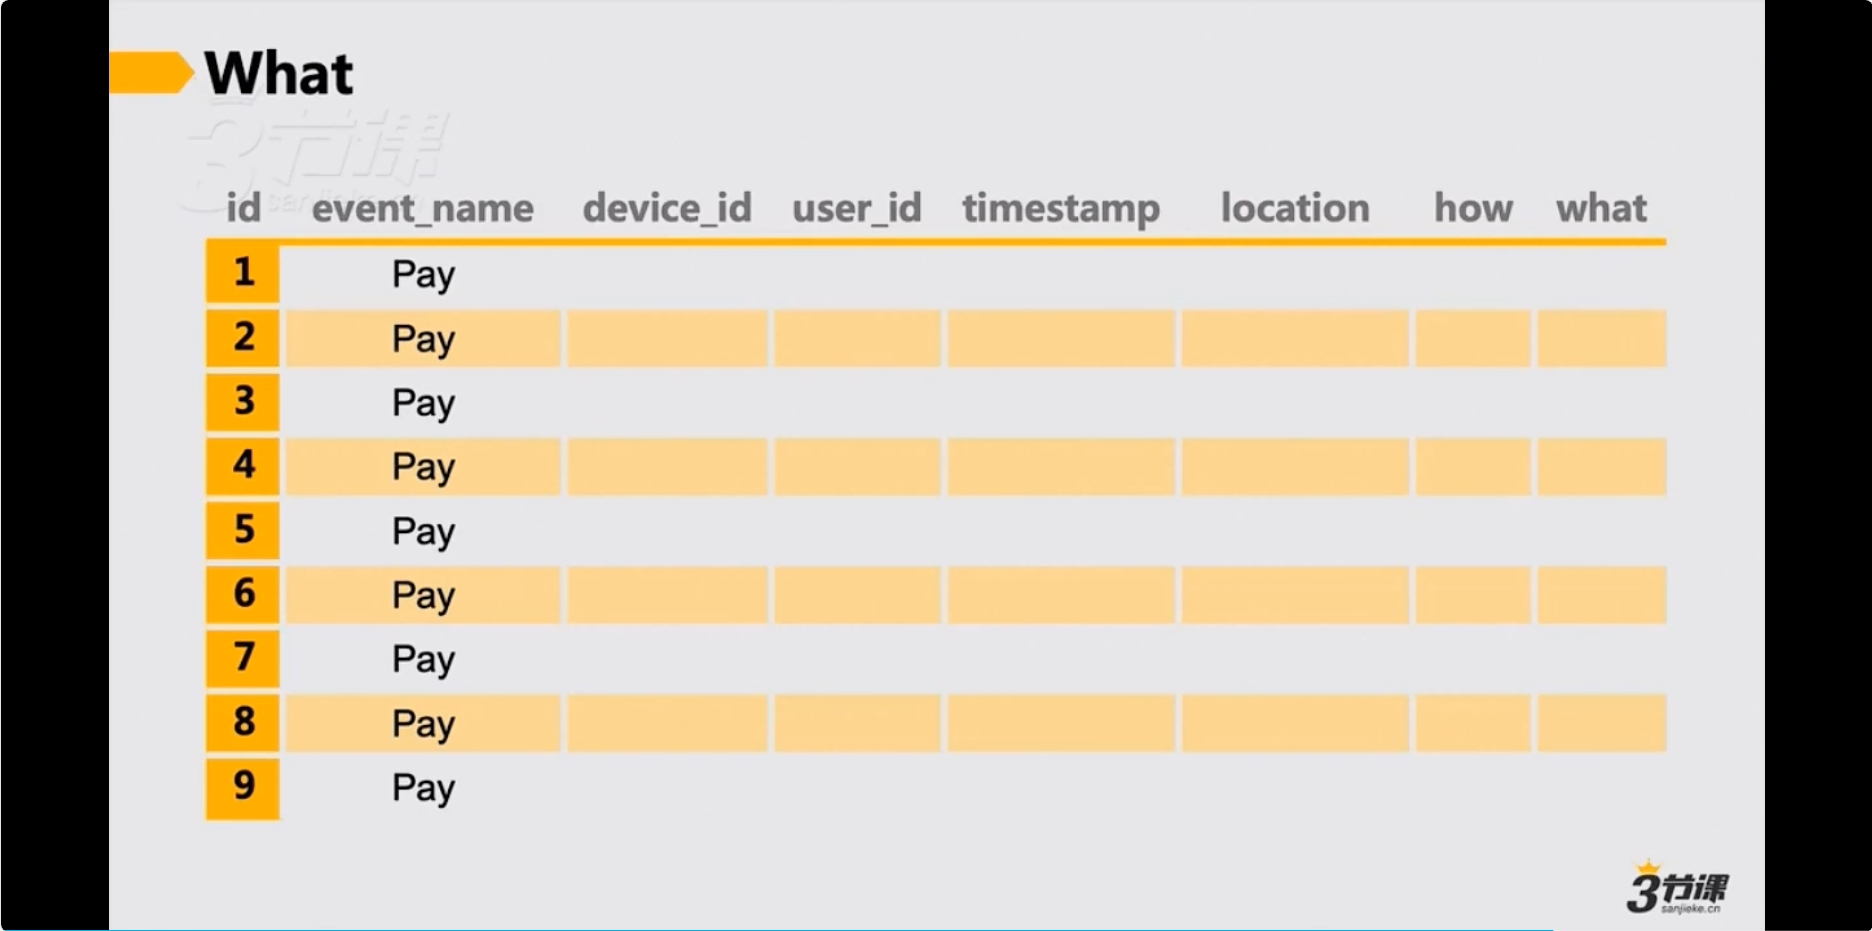 What
3节课
sanjieke.cn
id event_name device_id user_id timestamp location how what
1 Pay
2 Pay
3 Pay
4 Pay
5 Pay
6 Pay
7 Pay
8 Pay
9 Pay
3节课
sanjieke.cn